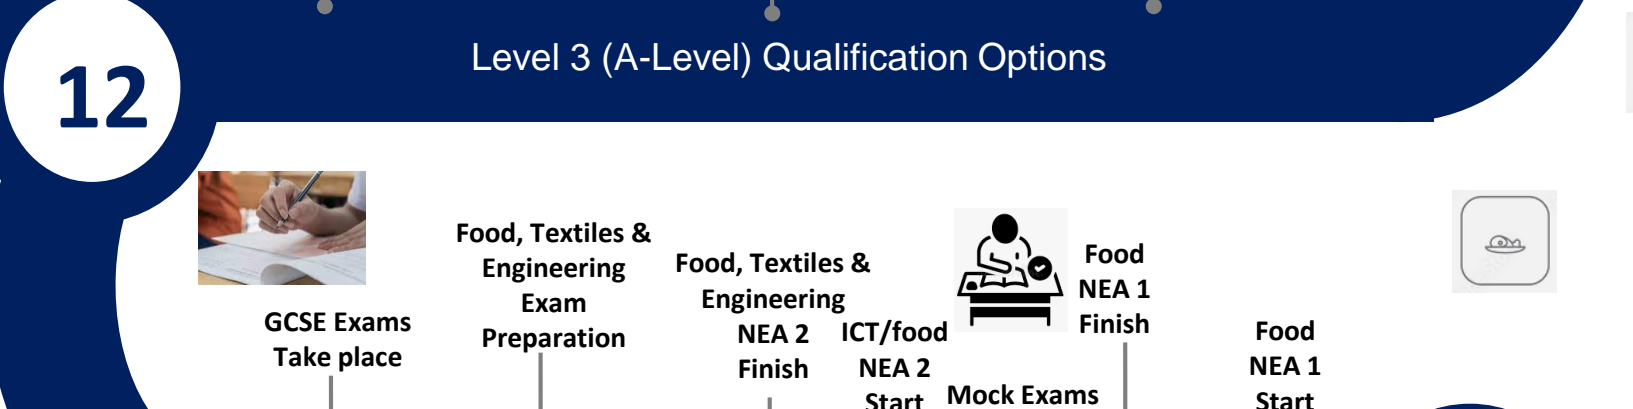 12
Level 3 (A-Level) Qualification Options
GCSE Exams
Take place
Food, Textiles &
Engineering
Exam
Preparation
Food, Textiles &
Engineering
NEA 2
Finish
ICT/food
NEA 2
Start
Mock Exams
Food
NEA 1
Finish
Food
NEA 1
Start